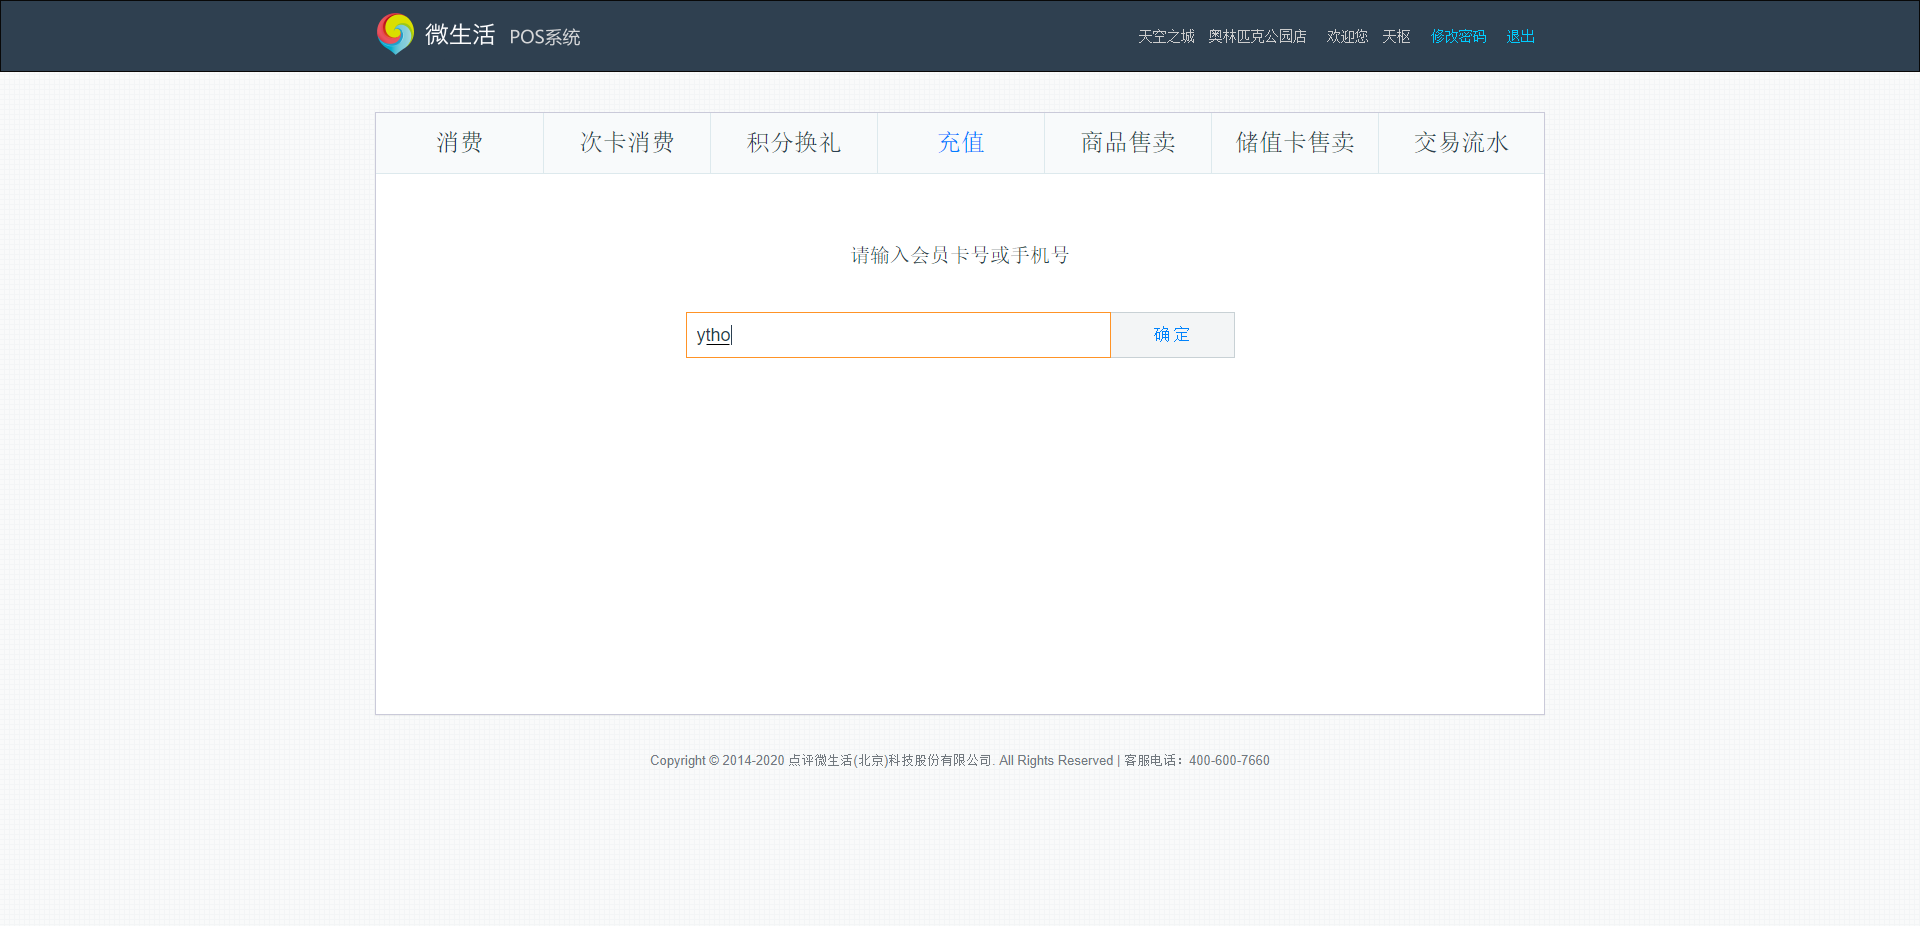 微生活 POS系统
天空之城 奥林匹克公园店 欢迎您 天枢 修改密码 退出
消费 次卡消费 积分换礼 充值 商品售卖 储值卡售卖 交易流水
请输入会员卡号或手机号
ytho 确定
Copyright © 2014-2020 点评微生活(北京)科技股份有限公司. All Rights Reserved | 客服电话：400-600-7660